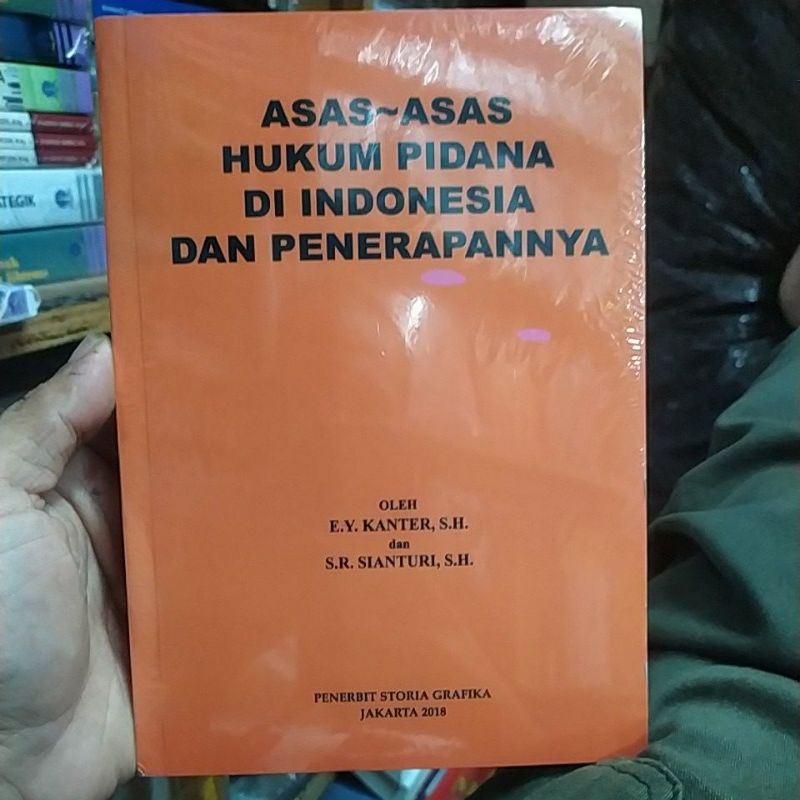 ASAS~ASAS
HUKUM PIDANA
DI INDONESIA
DAN PENERAPANNYA
OLEH
E.Y. KANTER, S.H.
dan
S.R. SIANTURI, S.H.
PENERBIT STORIA GRAFIKA
JAKARTA 2018